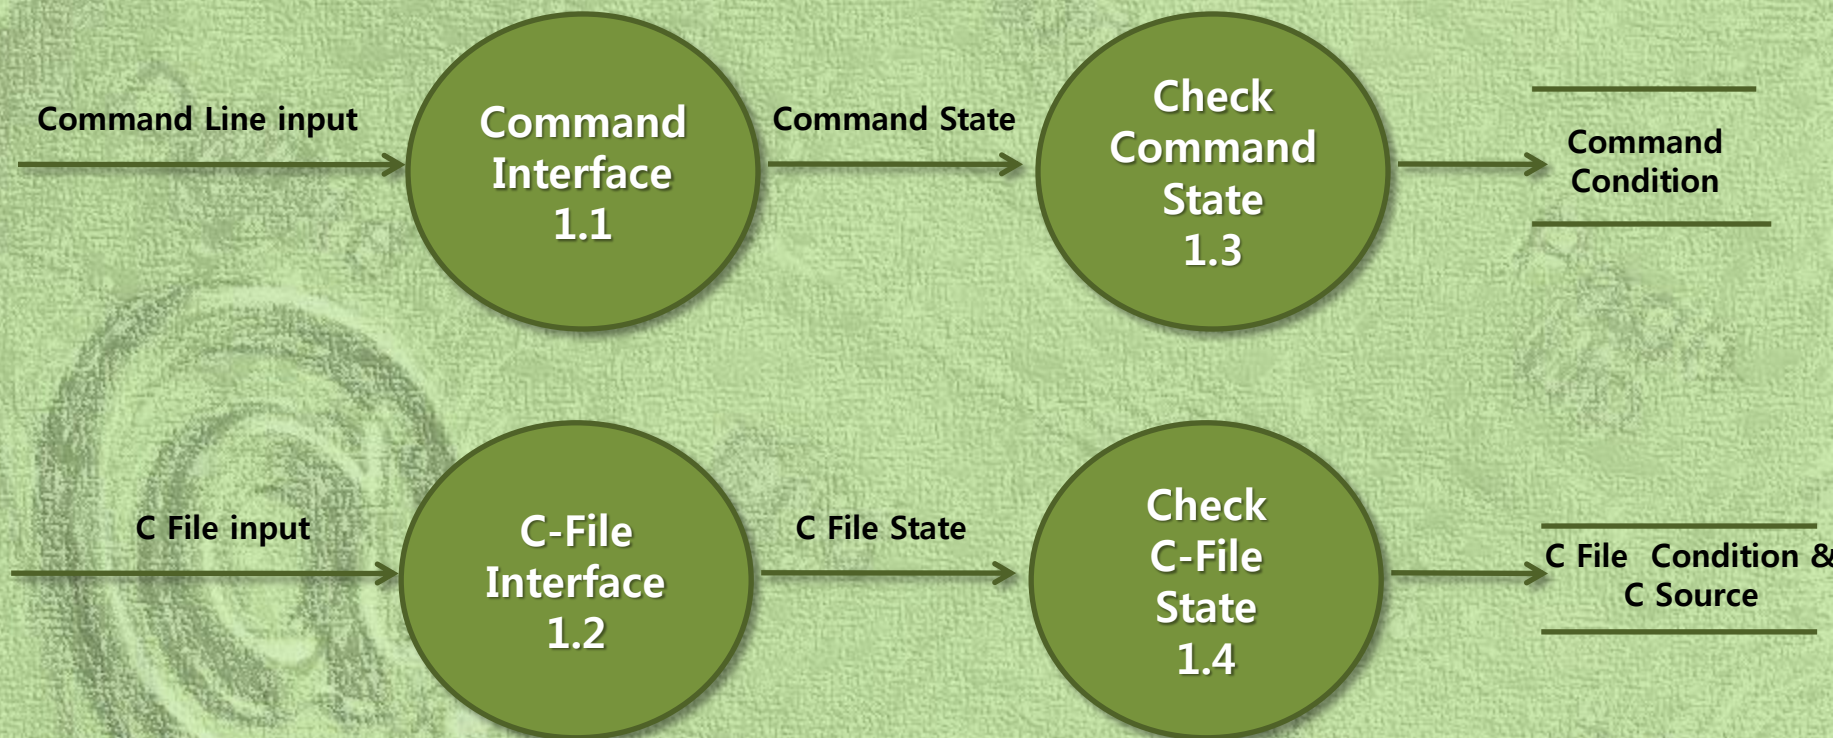 Command Line input
Command
Interface
1.1
Command State
Check
Command
State
1.3
Command
Condition
C File input
C-File
Interface
1.2
C File State
Check
C-File
State
1.4
C File  Condition &
C Source